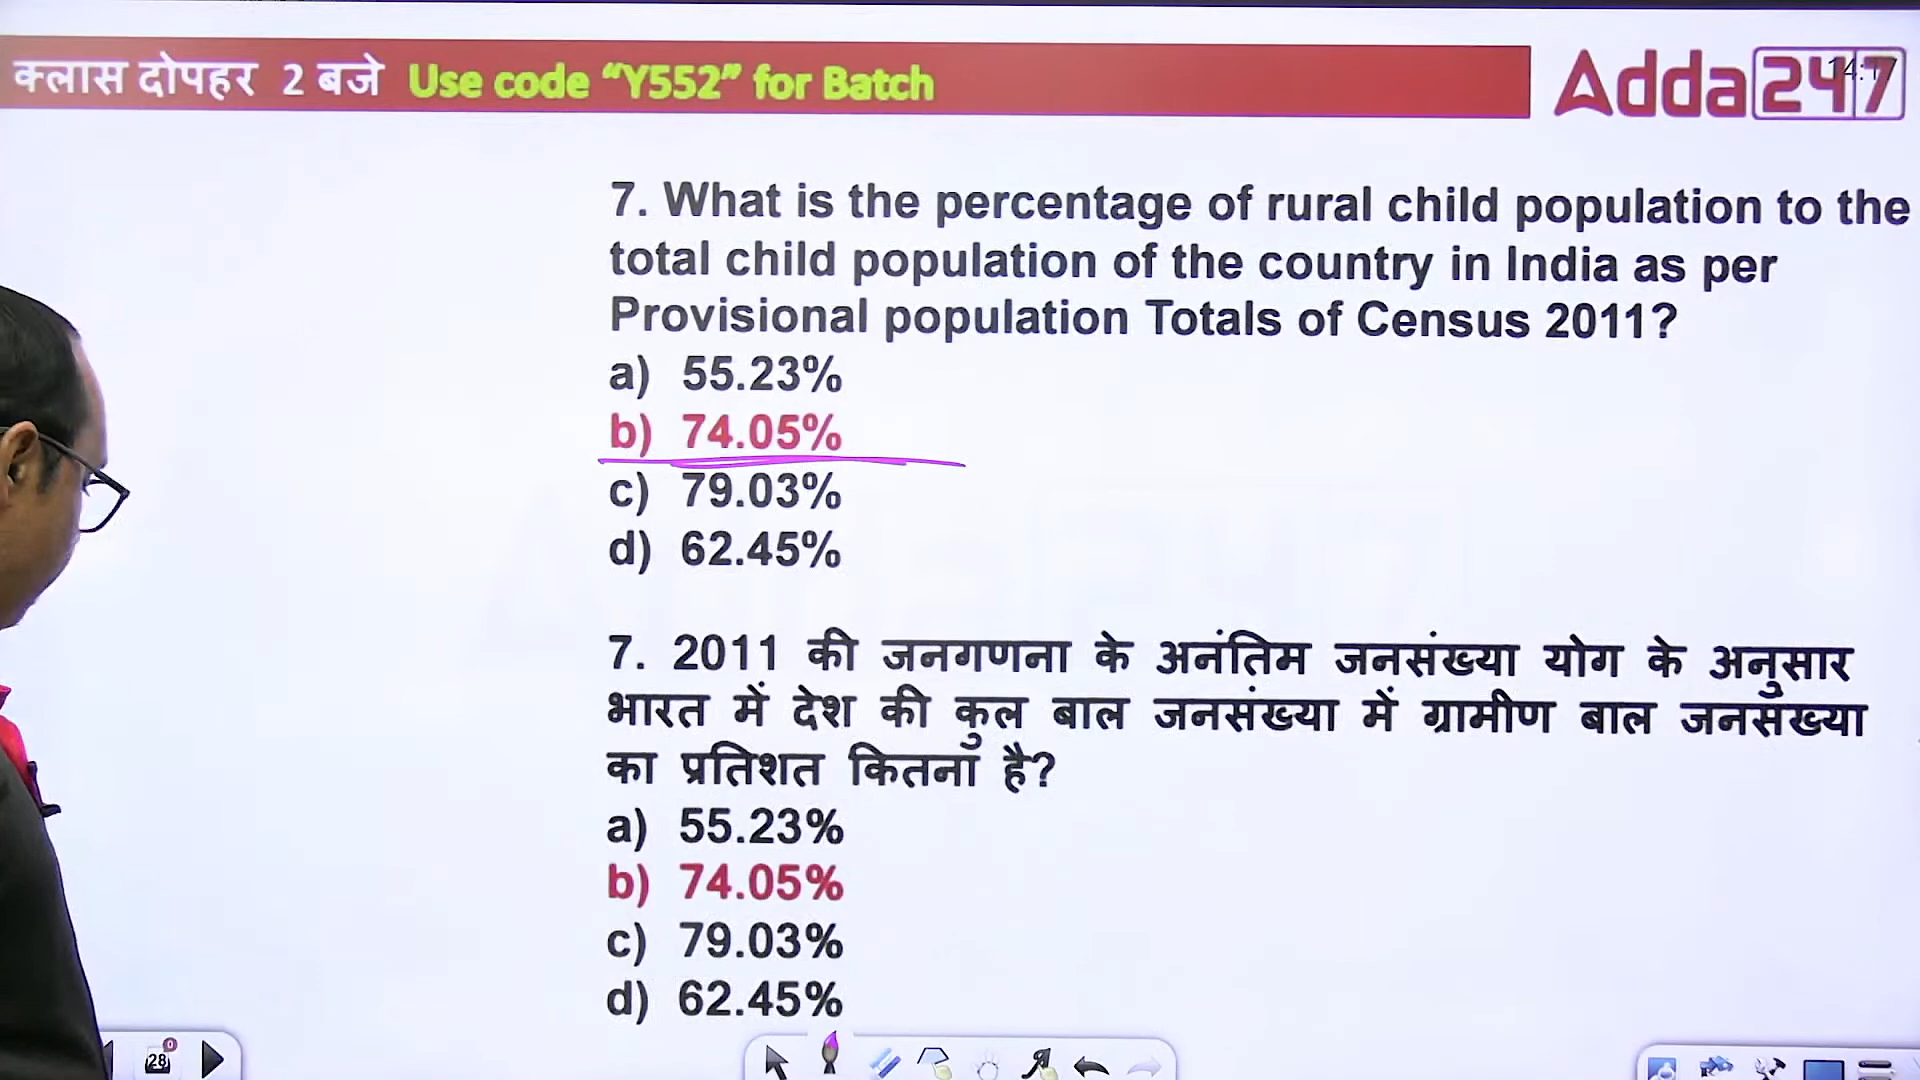 क्लास दोपहर 2 बजे Use code “Y552” for Batch
Adda247
7. What is the percentage of rural child population to the
total child population of the country in India as per
Provisional population Totals of Census 2011?
a) 55.23%
b) 74.05%
c) 79.03%
d) 62.45%
7. 2011 की जनगणना के अनंतिम जनसंख्या योग के अनुसार
भारत में देश की कुल बाल जनसंख्या में ग्रामीण बाल जनसंख्या
का प्रतिशत कितना है?
a) 55.23%
b) 74.05%
c) 79.03%
d) 62.45%
28
0